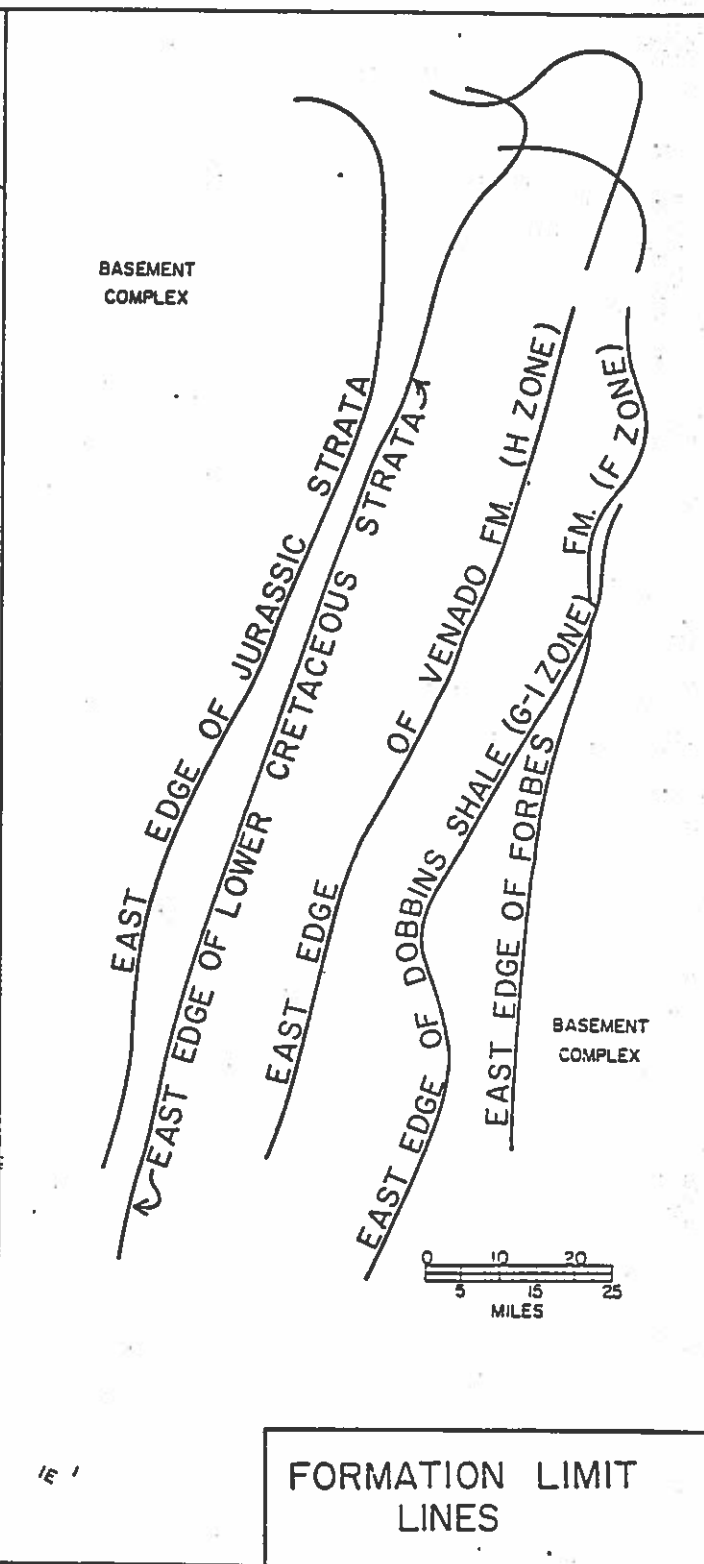 BASEMENT
COMPLEX
EAST EDGE OF JURASSIC STRATA
EAST EDGE OF LOWER CRETACEOUS STRATA
EAST EDGE OF VENADO FM. (H ZONE)
EAST EDGE OF DOBBINS SHALE (G-1 ZONE)
EAST EDGE OF FORBES FM. (F ZONE)
BASEMENT
COMPLEX
0 10 20
5 15 25
MILES
FORMATION LIMIT
LINES